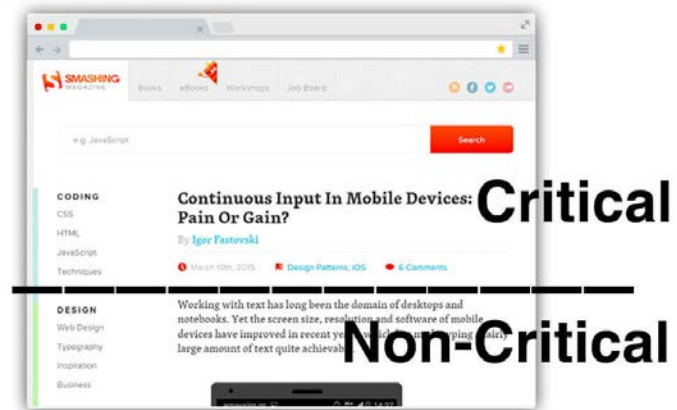 SMASHING
MAGAZINE
Books eBooks Workshops Job Board
e.g. JavaScript
Search
CODING
CSS
HTML
JavaScript
Techniques
Continuous Input In Mobile Devices:
Pain Or Gain?
By Igor Fastovski
March 10th, 2015 Design Patterns, iOS 6 Comments
Critical
DESIGN
Web Design
Typography
Inspiration
Business
Working with text has long been the domain of desktops and
notebooks. Yet the screen size, resolution and software of mobile
devices have improved in recent
large amount of text quite achievable
Non-Critical
14:27